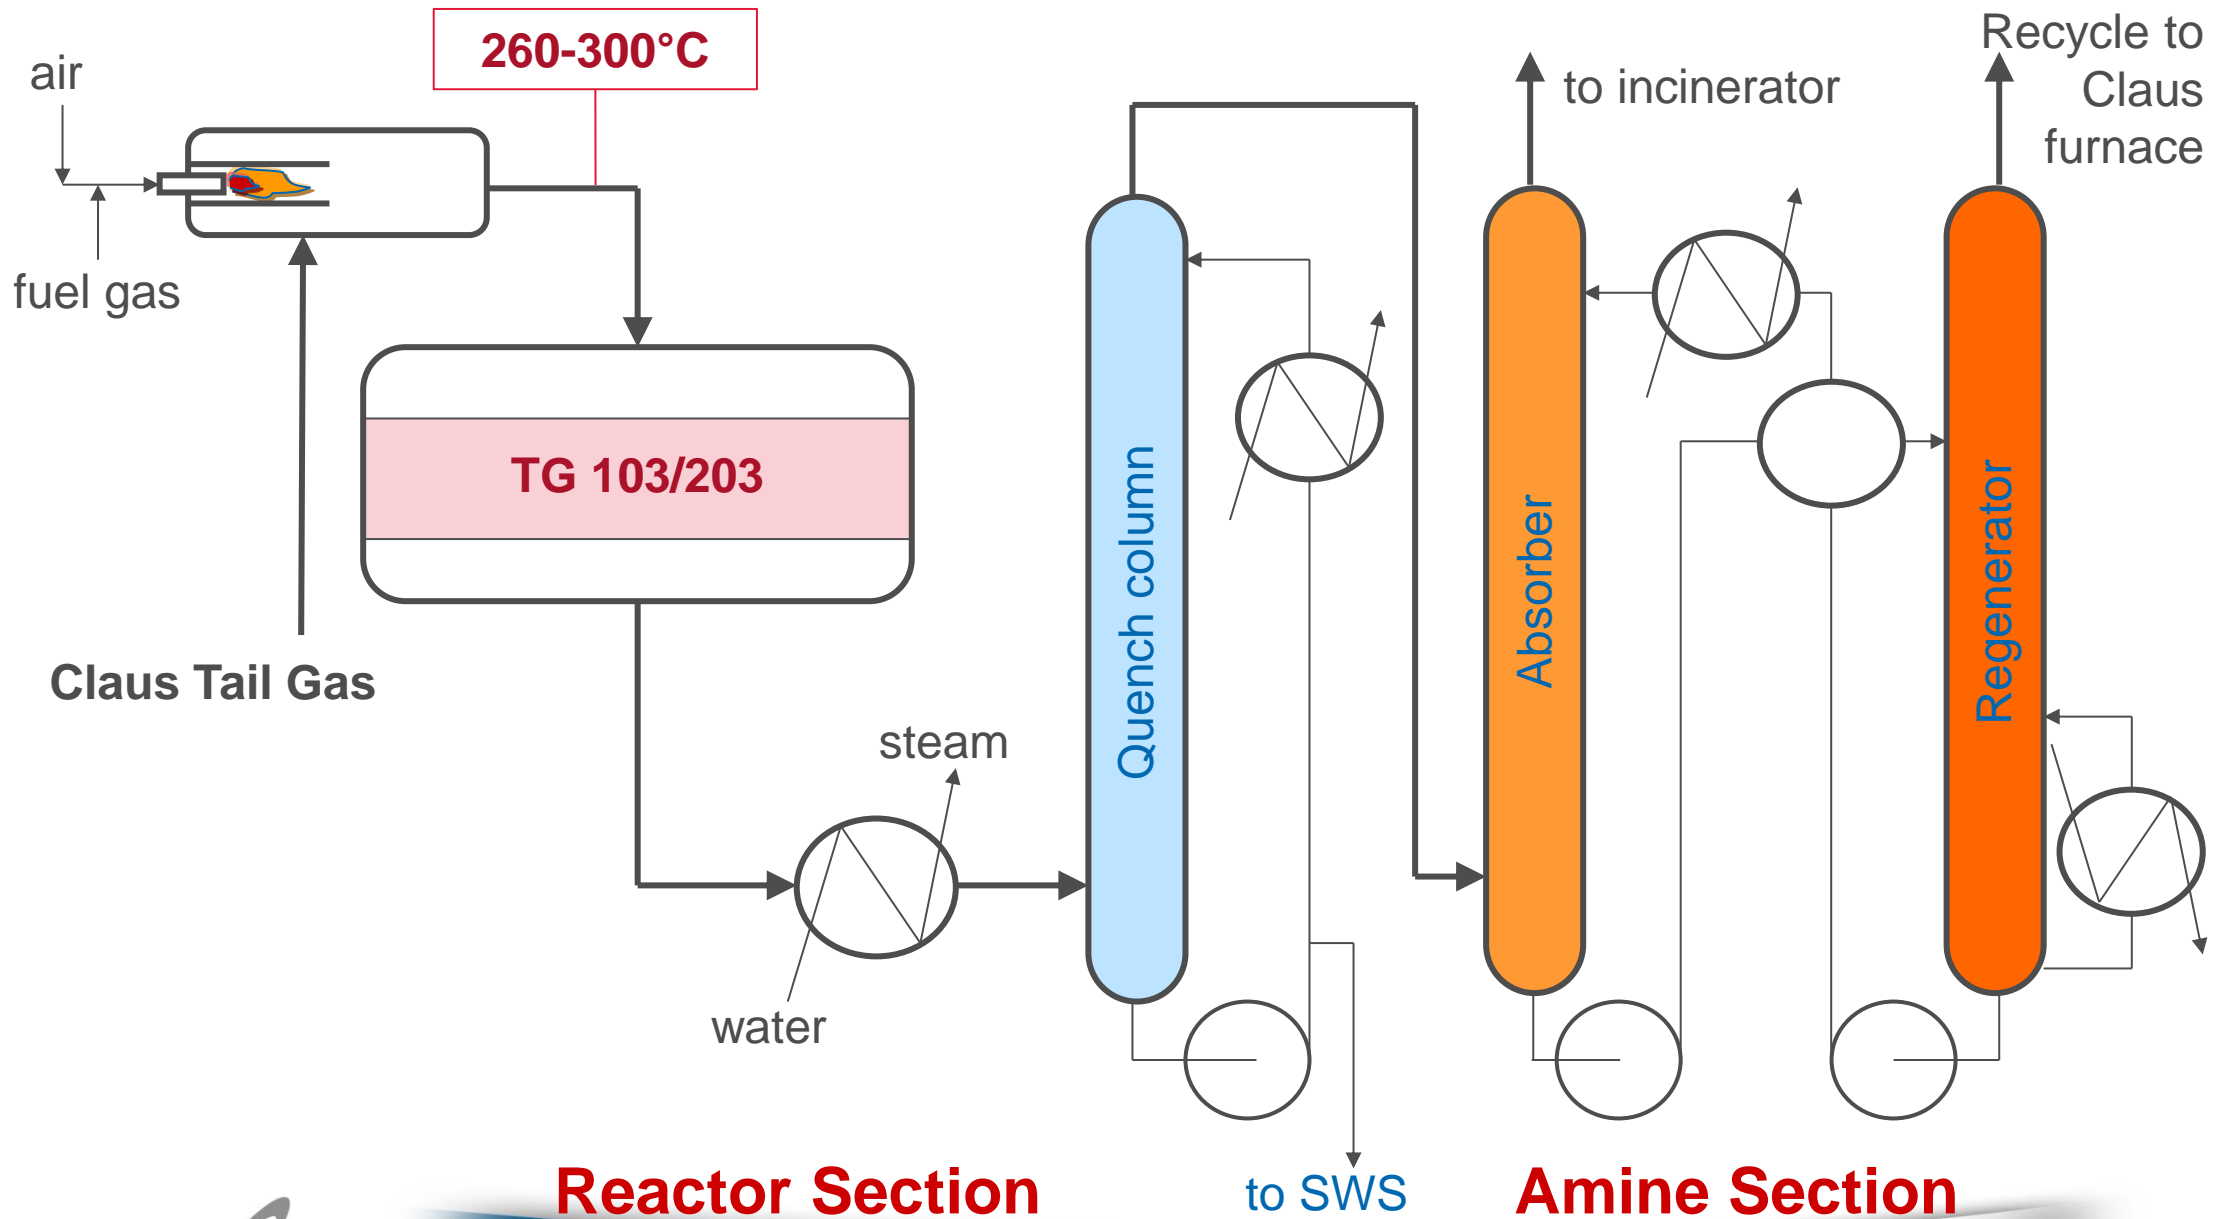 260-300°C
air
fuel gas
to incinerator
Recycle to
Claus
furnace
TG 103/203
Claus Tail Gas
steam
water
Quench column
Absorber
Regenerator
Reactor Section
to SWS
Amine Section